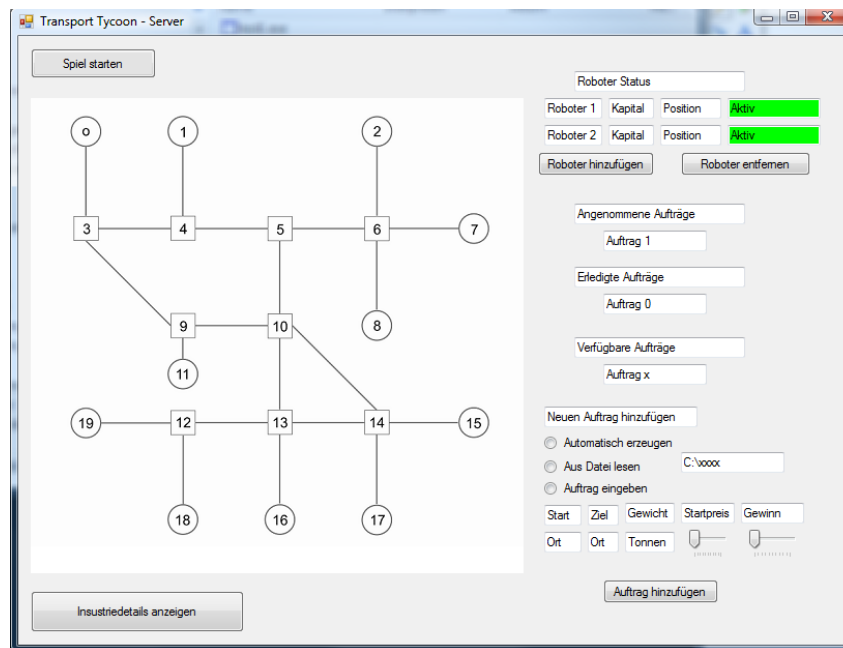 Transport Tycoon - Server
Spiel starten
o 1 2
3 4 5 6 7
9 10 8
11
19 12 13 14 15
18 16 17
Insustriedetails anzeigen
Roboter Status
Roboter 1 Kapital Position Aktiv
Roboter 2 Kapital Position Aktiv
Roboter hinzufügen Roboter entfernen
Angenommene Aufträge
Auftrag 1
Erledigte Aufträge
Auftrag 0
Verfügbare Aufträge
Auftrag x
Neuen Auftrag hinzufügen
Automatisch erzeugen
Aus Datei lesen C:\xxxx
Auftrag eingeben
Start Ziel Gewicht Startpreis Gewinn
Ort Ort Tonnen
Auftrag hinzufügen